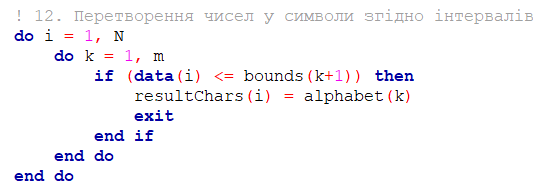 ! 12. Перетворення чисел у символи згідно інтервалів
do i = 1, N
    do k = 1, m
        if (data(i) <= bounds(k+1)) then
            resultChars(i) = alphabet(k)
            exit
        end if
    end do
end do